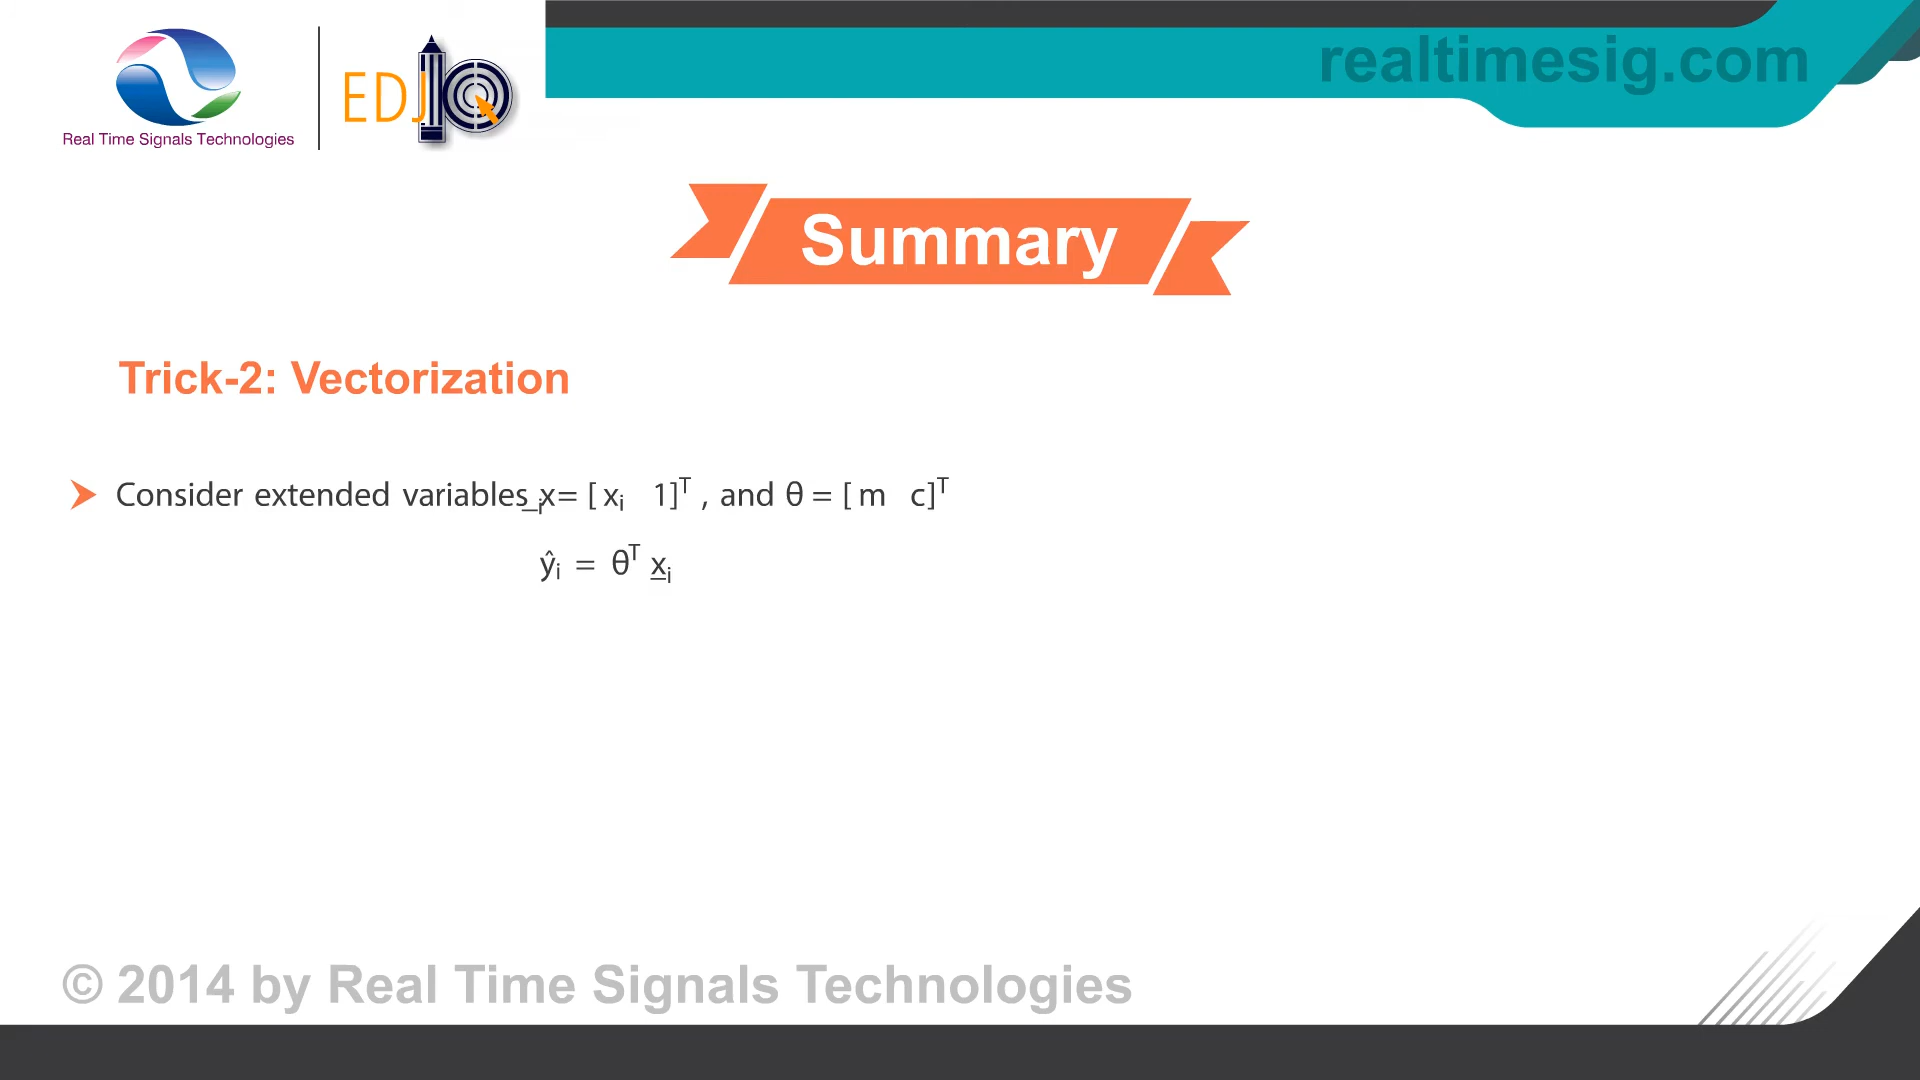 Real Time Signals Technologies
EDJ
realtimesig.com
Summary
Trick-2: Vectorization
Consider extended variables x̲ᵢ = [ xᵢ 1]ᵀ , and θ = [ m c]ᵀ
ŷᵢ = θᵀ x̲ᵢ
© 2014 by Real Time Signals Technologies